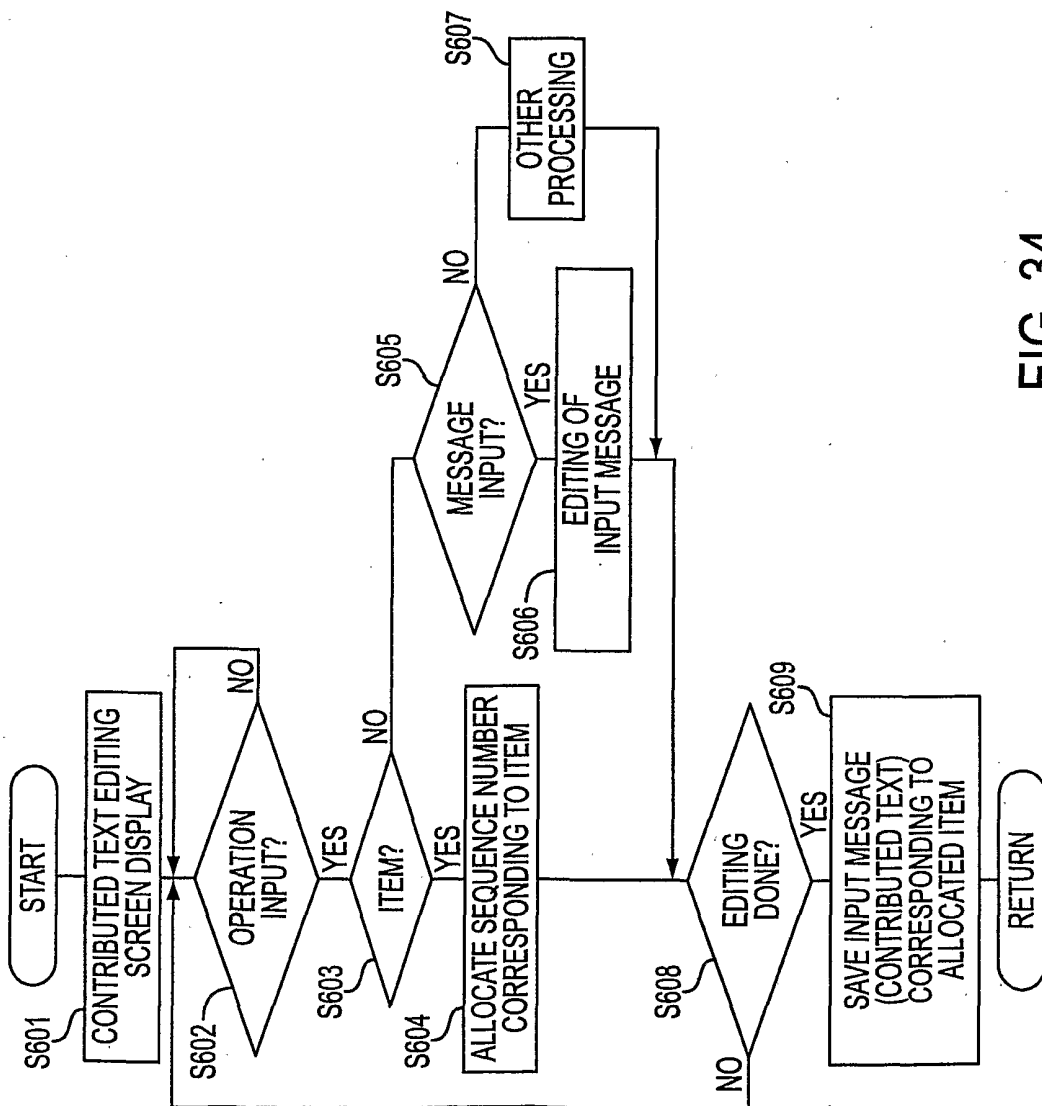 START
S601
CONTRIBUTED TEXT EDITING
SCREEN DISPLAY
S602
OPERATION
INPUT?
NO
YES
S603
ITEM?
NO
YES
S604
ALLOCATE SEQUENCE NUMBER
CORRESPONDING TO ITEM
S605
MESSAGE
INPUT?
NO
YES
S606
EDITING OF
INPUT MESSAGE
S607
OTHER
PROCESSING
S608
EDITING
DONE?
NO
YES
S609
SAVE INPUT MESSAGE
(CONTRIBUTED TEXT)
CORRESPONDING TO
ALLOCATED ITEM
RETURN
FIG. 34